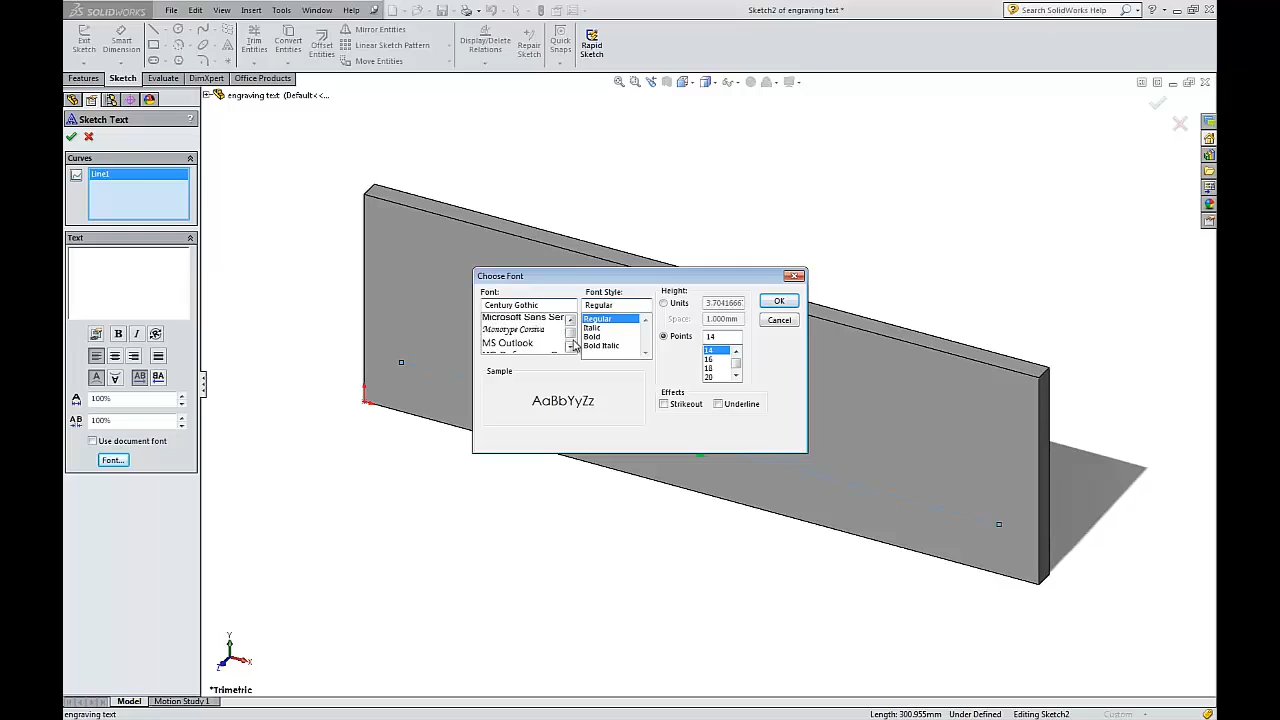 SOLIDWORKS
File
Edit
View
Insert
Tools
Window
Help
Sketch2 of engraving text *
Search SolidWorks Help
Exit Sketch
Smart Dimension
Trim Entities
Convert Entities
Offset Entities
Mirror Entities
Linear Sketch Pattern
Move Entities
Display/Delete Relations
Repair Sketch
Quick Snaps
Rapid Sketch
Features
Sketch
Evaluate
DimXpert
Office Products
engraving text (Default<<...
Sketch Text
?
Curves
Line1
Text
B
I
100%
100%
Use document font
Font...
Choose Font
Font:
Century Gothic
Microsoft Sans Ser
Monotype Corsiva
MS Outlook
Font Style:
Regular
Regular
Italic
Bold
Bold Italic
Height:
Units
3.7041666
Space:
1.000mm
Points
14
14
16
18
20
OK
Cancel
Sample
AaBbYyZz
Effects
Strikeout
Underline
Y
X
Z
*Trimetric
Model
Motion Study 1
engraving text
Length: 300.955mm
Under Defined
Editing Sketch2
Custom